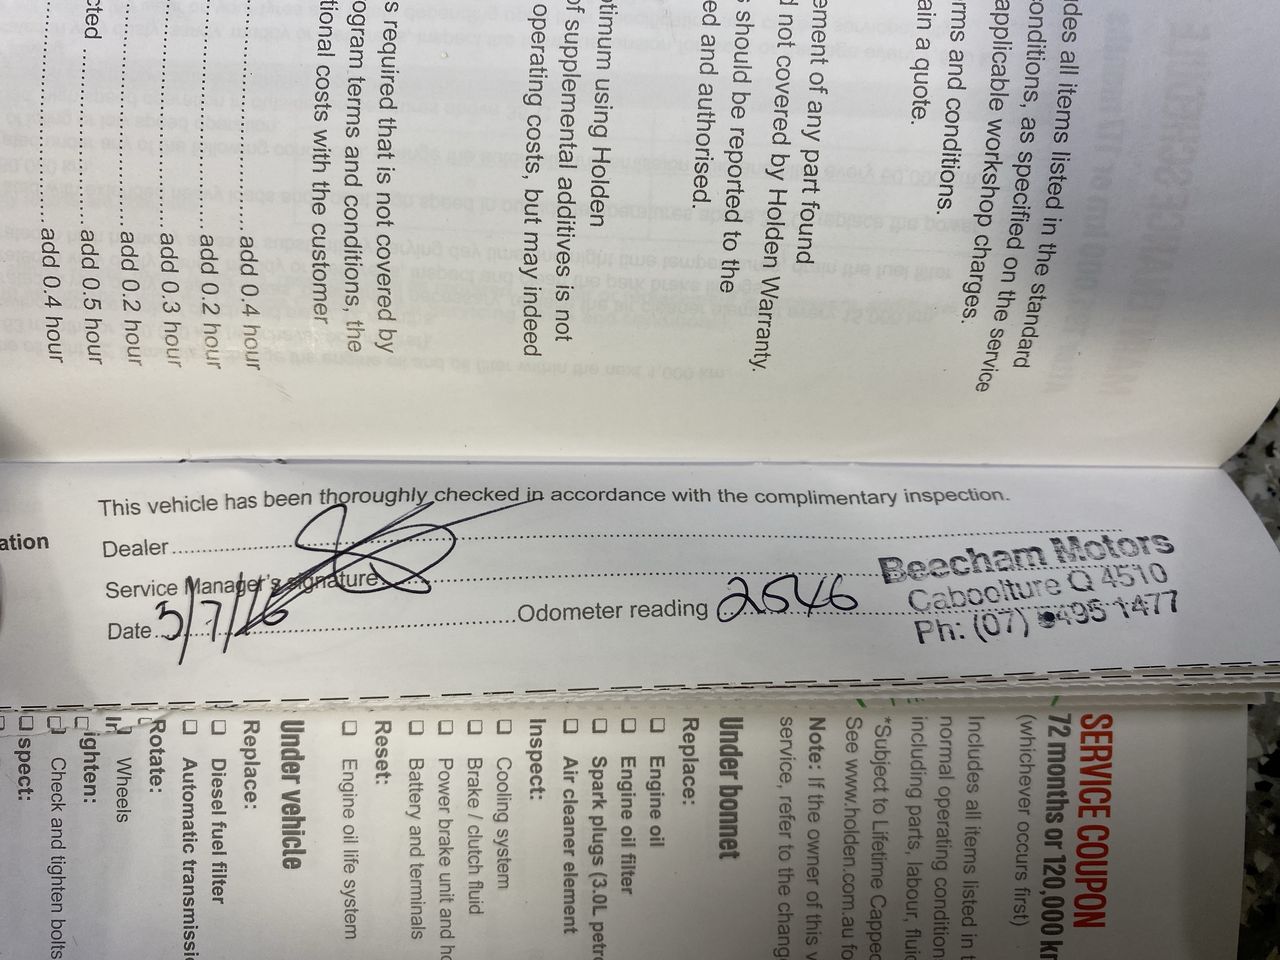 des all items listed in the standard
conditions, as specified on the service
applicable workshop charges.
rms and conditions
ain a quote.
ement of any part found
d not covered by Holden Warranty.
s should be reported to the
ed and authorised.
ptimum using Holden
of supplemental additives is not
operating costs, but may indeed
s required that is not covered by
rogram terms and conditions, the
tional costs with the customer
add 0.4 hour
add 0.2 hour
add 0.3 hour
add 0.2 hour
cted add 0.5 hour
add 0.4 hour
This vehicle has been thoroughly checked in accordance with the complimentary inspection.
ation
Dealer
Service Manager's signature
Date 5/7/16 Odometer reading 2546
Beecham Motors
Caboolture Q 4510
Ph: (07) 5495 1477
SERVICE COUPON
72 months or 120,000 km
(whichever occurs first)
Includes all items listed in t
normal operating condition
including parts, labour, fluid
*Subject to Lifetime Capped
See www.holden.com.au fo
Note: If the owner of this v
service, refer to the chang
Under bonnet
Replace:
Engine oil
Engine oil filter
Spark plugs (3.0L petro
Air cleaner element
Inspect:
Cooling system
Brake / clutch fluid
Power brake unit and ho
Battery and terminals
Reset:
Engine oil life system
Under vehicle
Replace:
Diesel fuel filter
Automatic transmissi
Rotate:
Wheels
ighten:
Check and tighten bolts
spect: